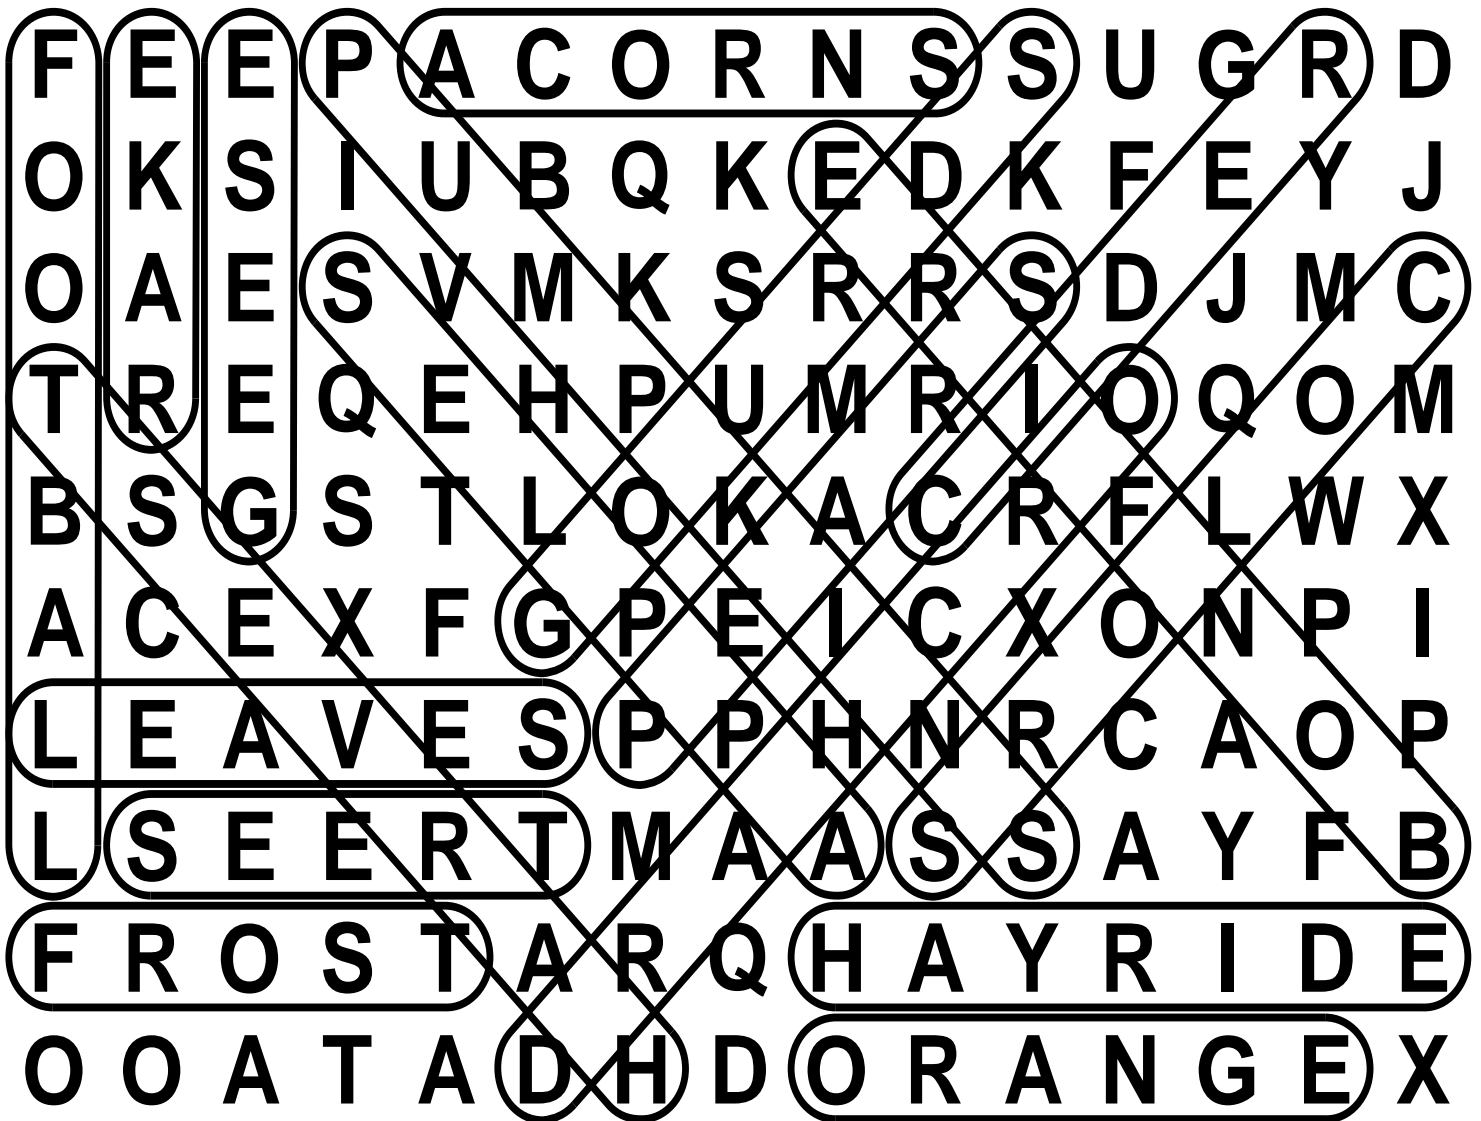 F E E P A C O R N S S U G R D
O K S I U B Q K E D K F E Y J
O A E S V M K S R R S D J M C
T R E Q E H P U M R I O Q O M
B S G S T L O K A C R F L W X
A C E X F G P E I C X O N P I
L E A V E S P P H N R C A O P
L S E E R T M A A S S A Y F B
F R O S T A R Q H A Y R I D E
O O A T A D H D O R A N G E X